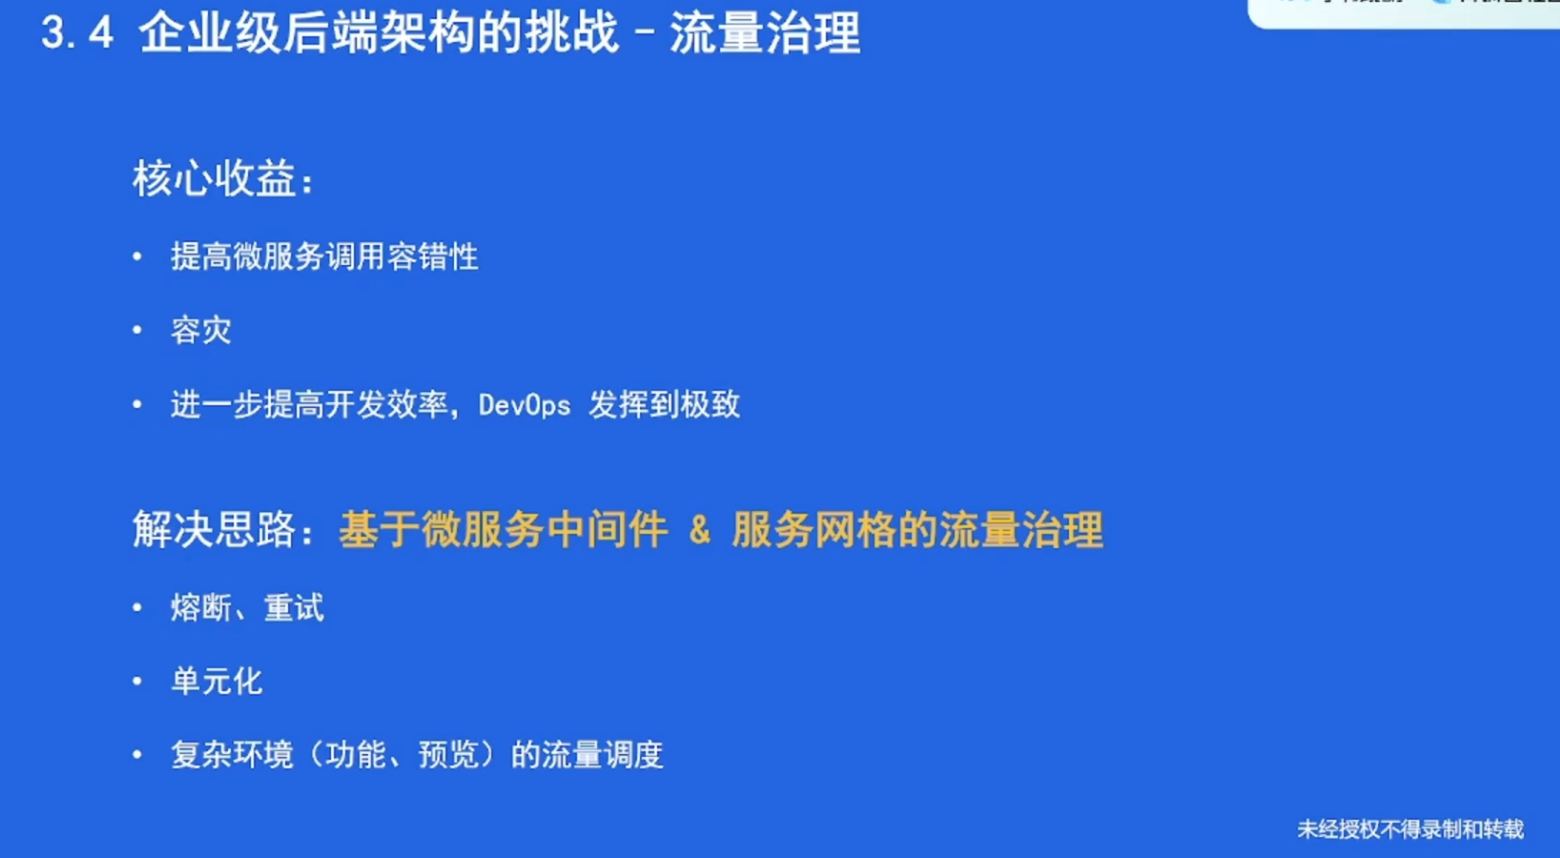 3.4 企业级后端架构的挑战 - 流量治理
核心收益：
• 提高微服务调用容错性
• 容灾
• 进一步提高开发效率，DevOps 发挥到极致
解决思路：基于微服务中间件 & 服务网格的流量治理
• 熔断、重试
• 单元化
• 复杂环境（功能、预览）的流量调度
未经授权不得录制和转载